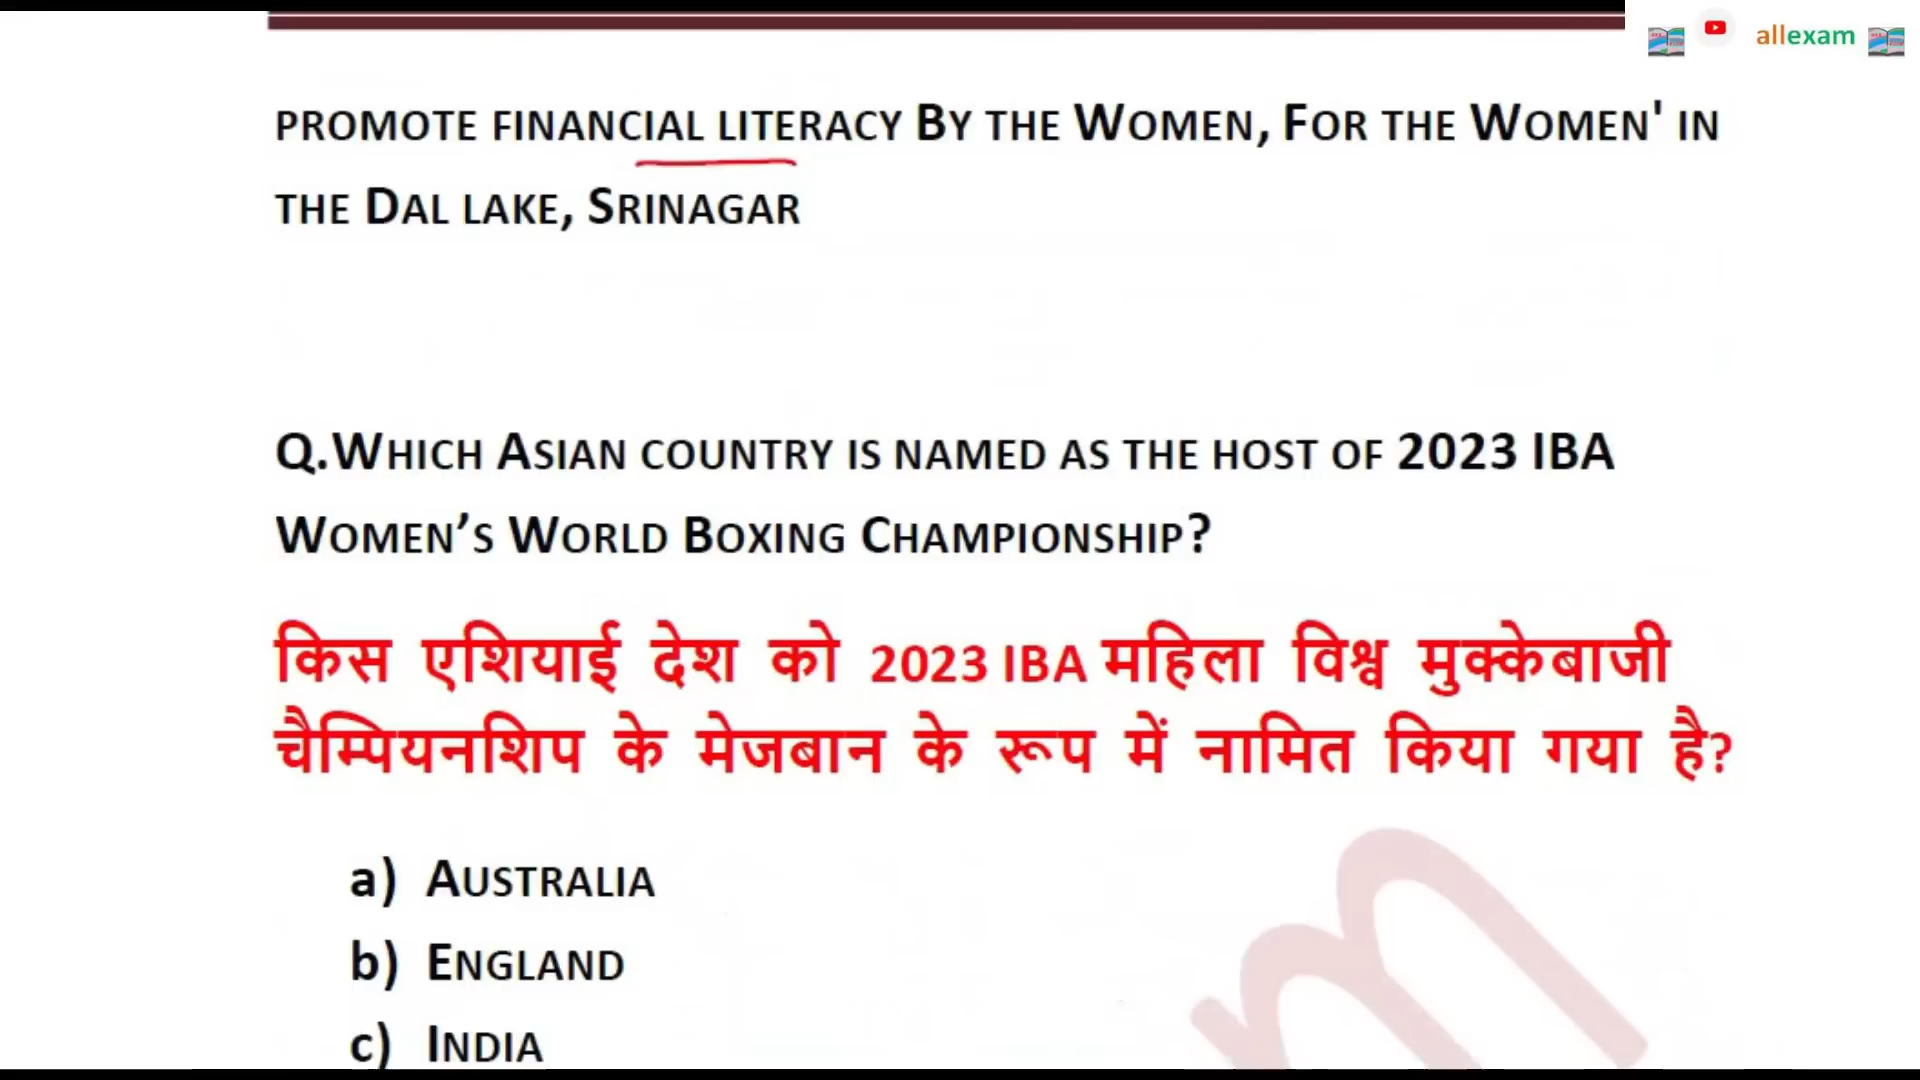 allexam
PROMOTE FINANCIAL LITERACY BY THE WOMEN, FOR THE WOMEN' IN
THE DAL LAKE, SRINAGAR
Q.WHICH ASIAN COUNTRY IS NAMED AS THE HOST OF 2023 IBA
WOMEN’S WORLD BOXING CHAMPIONSHIP?
किस एशियाई देश को 2023 IBA महिला विश्व मुक्केबाजी
चैम्पियनशिप के मेजबान के रूप में नामित किया गया है?
a) AUSTRALIA
b) ENGLAND
c) INDIA